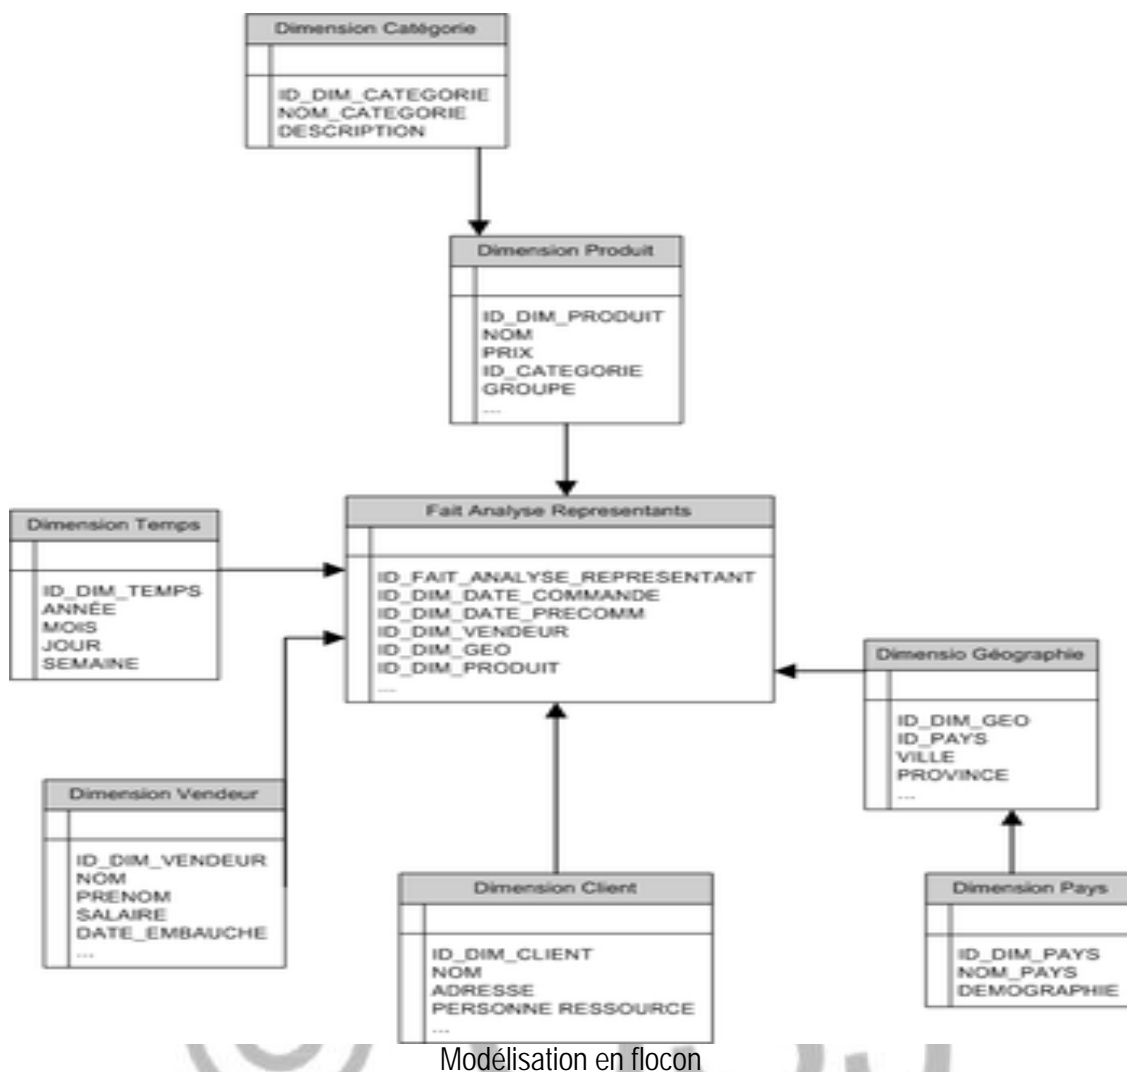 Dimension Catégorie
ID_DIM_CATEGORIE
NOM_CATEGORIE
DESCRIPTION
Dimension Produit
ID_DIM_PRODUIT
NOM
PRIX
ID_CATEGORIE
GROUPE
...
Fait Analyse Representants
ID_FAIT_ANALYSE_REPRESENTANT
ID_DIM_DATE_COMMANDE
ID_DIM_DATE_PRECOMM
ID_DIM_VENDEUR
ID_DIM_GEO
ID_DIM_PRODUIT
...
Dimension Temps
ID_DIM_TEMPS
ANNÉE
MOIS
JOUR
SEMAINE
Dimensio Géographie
ID_DIM_GEO
ID_PAYS
VILLE
PROVINCE
...
Dimension Vendeur
ID_DIM_VENDEUR
NOM
PRENOM
SALAIRE
DATE_EMBAUCHE
...
Dimension Client
ID_DIM_CLIENT
NOM
ADRESSE
PERSONNE RESSOURCE
...
Dimension Pays
ID_DIM_PAYS
NOM_PAYS
DEMOGRAPHIE
Modélisation en flocon